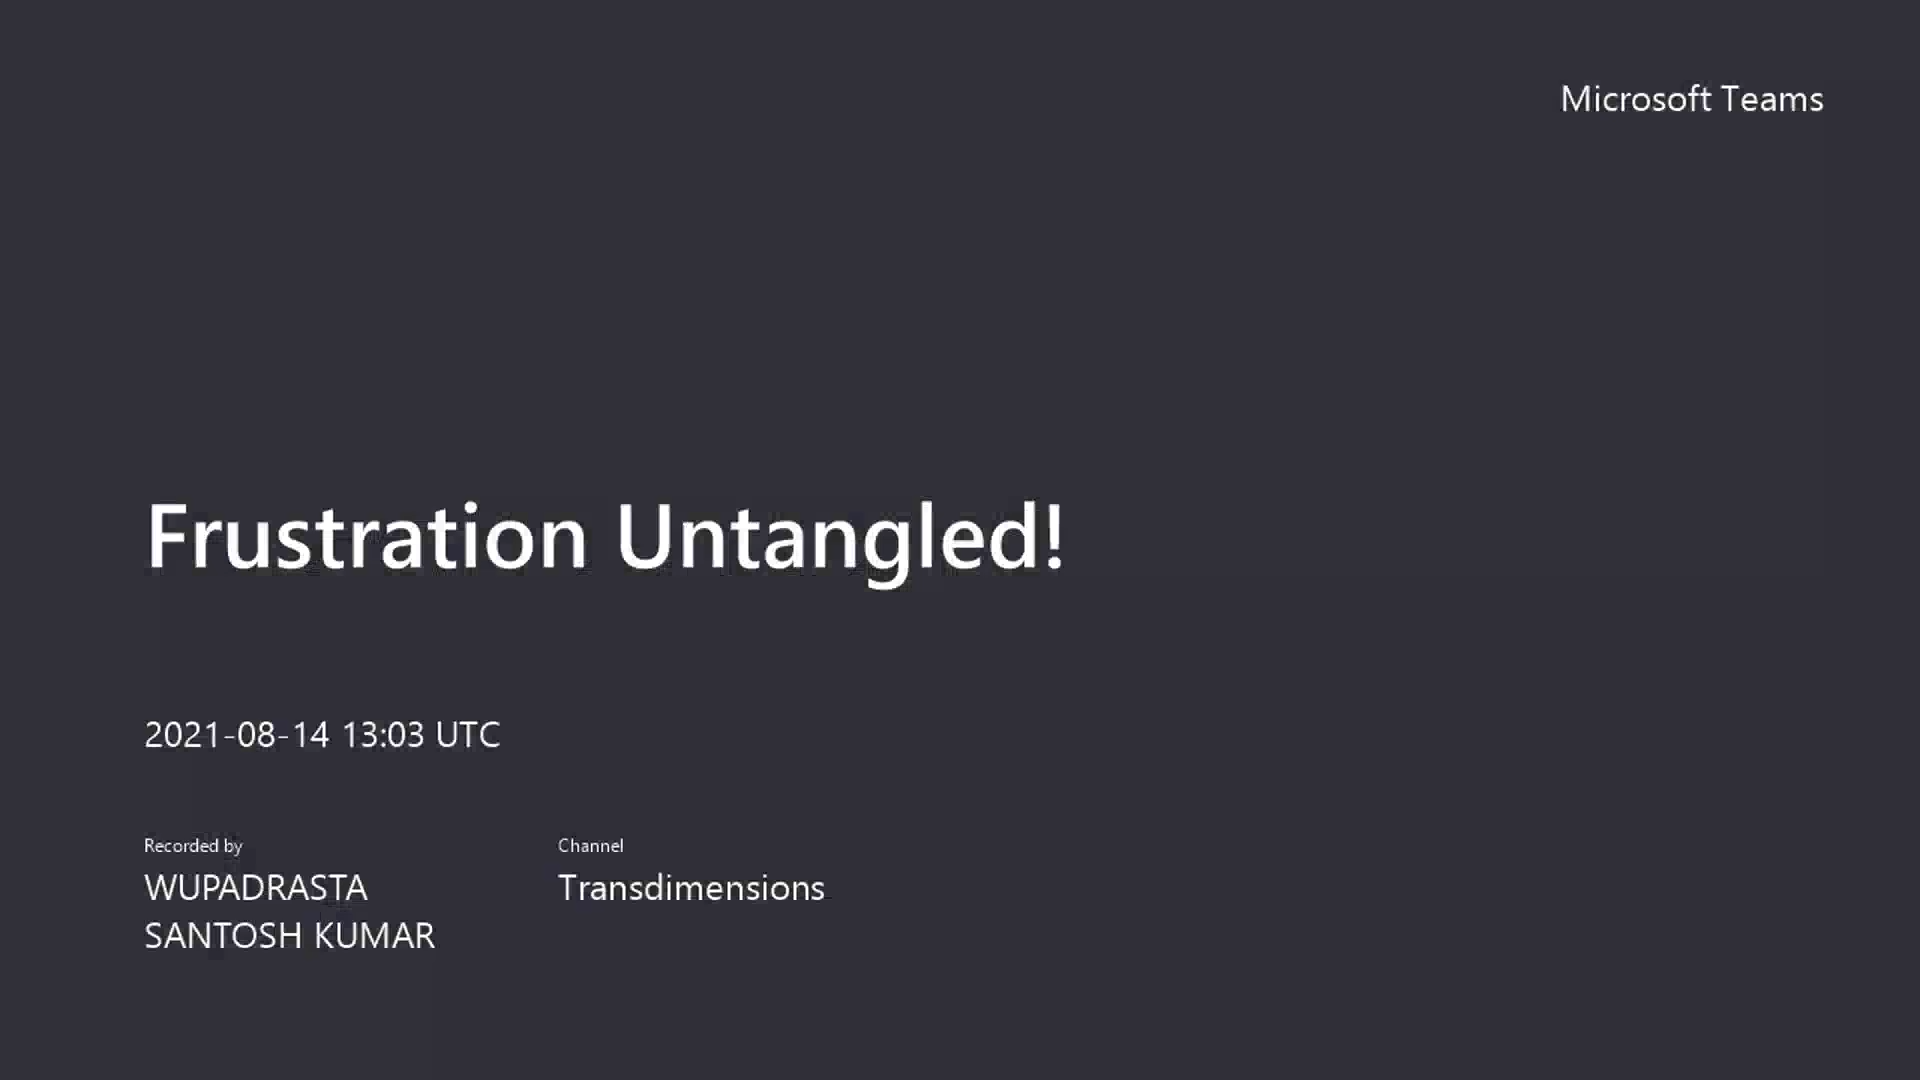 Microsoft Teams
Frustration Untangled!
2021-08-14 13:03 UTC
Recorded by
WUPADRASTA
SANTOSH KUMAR
Channel
Transdimensions